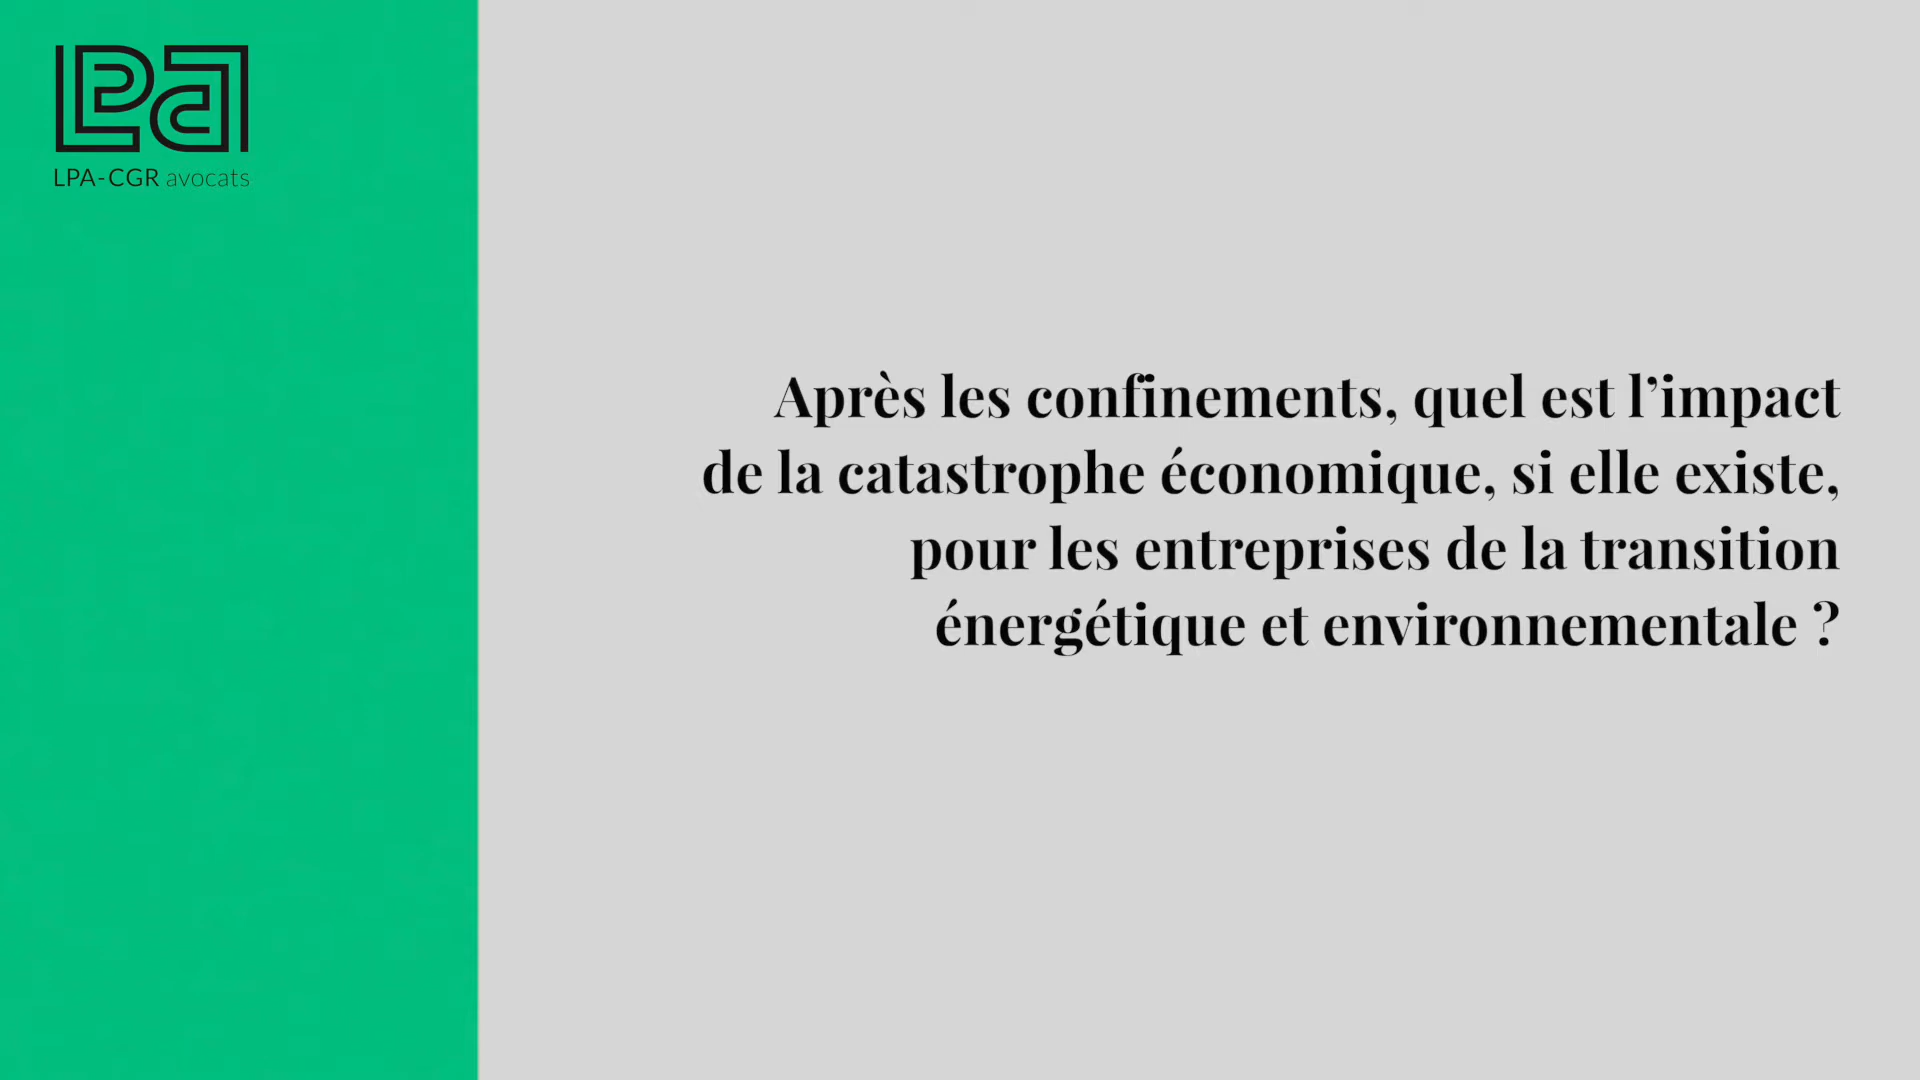 LPa
LPA-CGR avocats
Après les confinements, quel est l’impact
de la catastrophe économique, si elle existe,
pour les entreprises de la transition
énergétique et environnementale ?